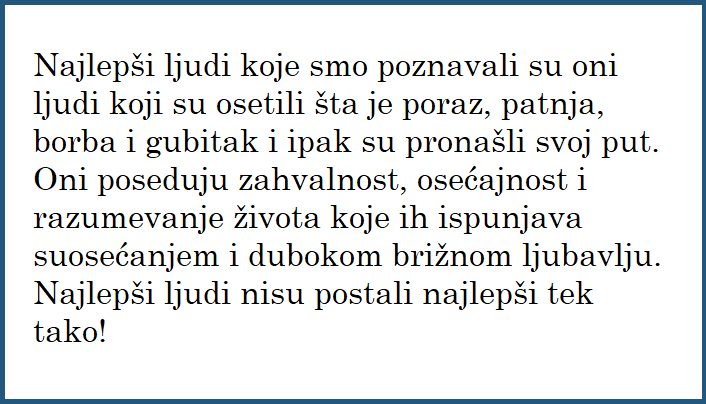 Najlepši ljudi koje smo poznavali su oni
ljudi koji su osetili šta je poraz, patnja,
borba i gubitak i ipak su pronašli svoj put.
Oni poseduju zahvalnost, osećajnost i
razumevanje života koje ih ispunjava
suosećanjem i dubokom brižnom ljubavlju.
Najlepši ljudi nisu postali najlepši tek
tako!